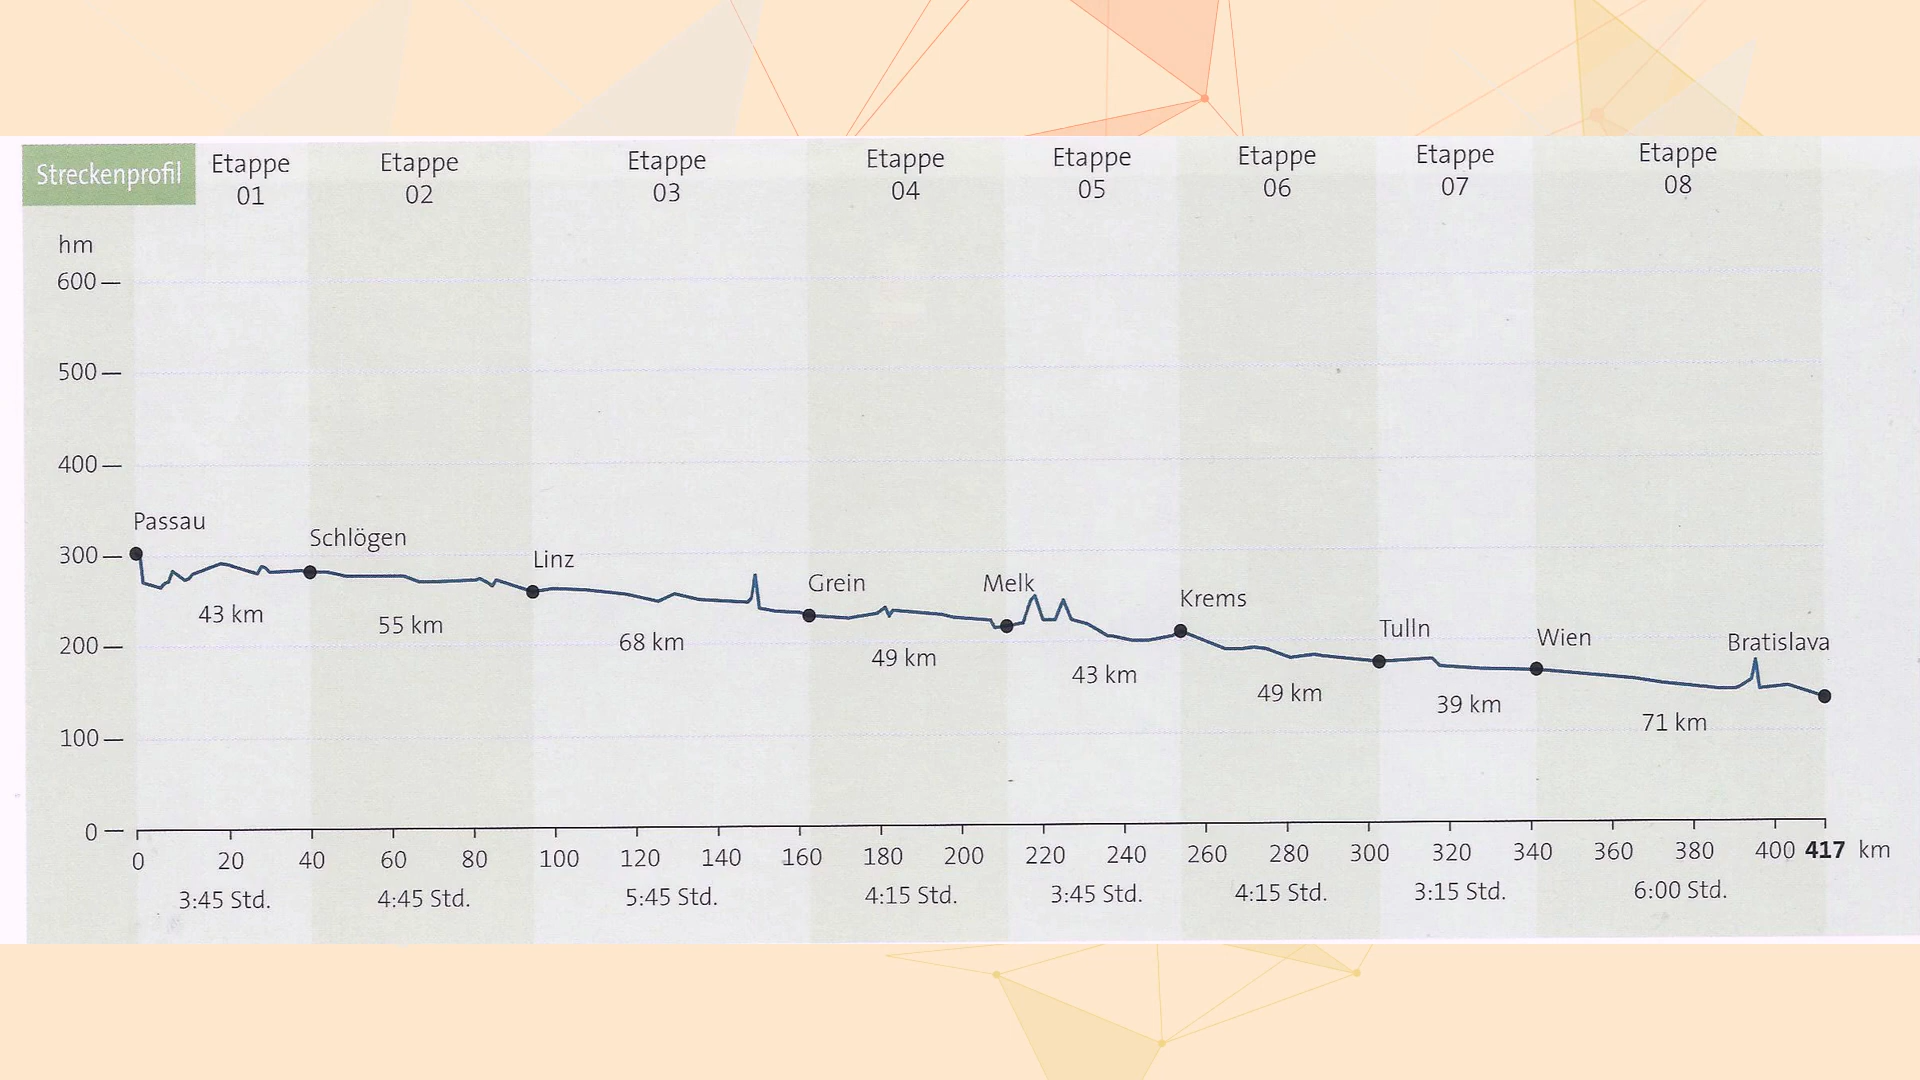 Streckenprofil
Etappe
01
Etappe
02
Etappe
03
Etappe
04
Etappe
05
Etappe
06
Etappe
07
Etappe
08
hm
600
500
400
300
200
100
0
Passau
Schlögen
Linz
Grein
Melk
Krems
Tulln
Wien
Bratislava
43 km
55 km
68 km
49 km
43 km
49 km
39 km
71 km
0 20 40 60 80 100 120 140 160 180 200 220 240 260 280 300 320 340 360 380 400 417 km
3:45 Std. 4:45 Std. 5:45 Std. 4:15 Std. 3:45 Std. 4:15 Std. 3:15 Std. 6:00 Std.